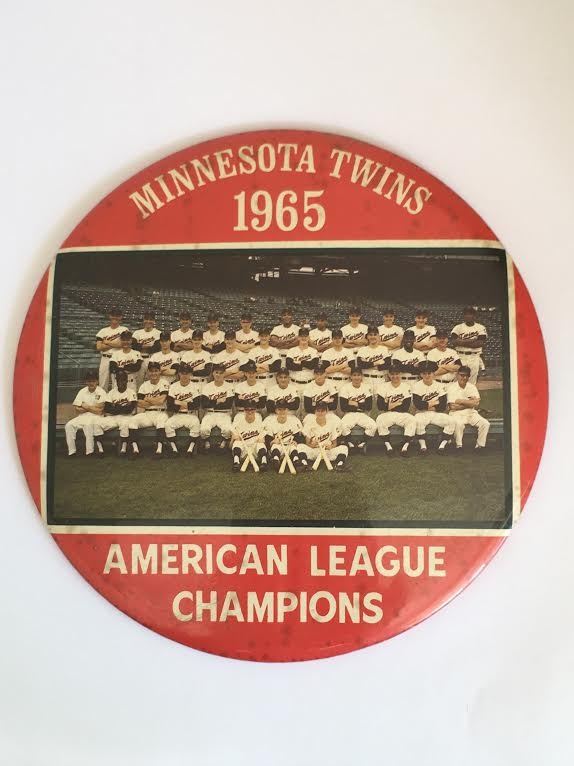 MINNESOTA TWINS
1965
AMERICAN LEAGUE
CHAMPIONS